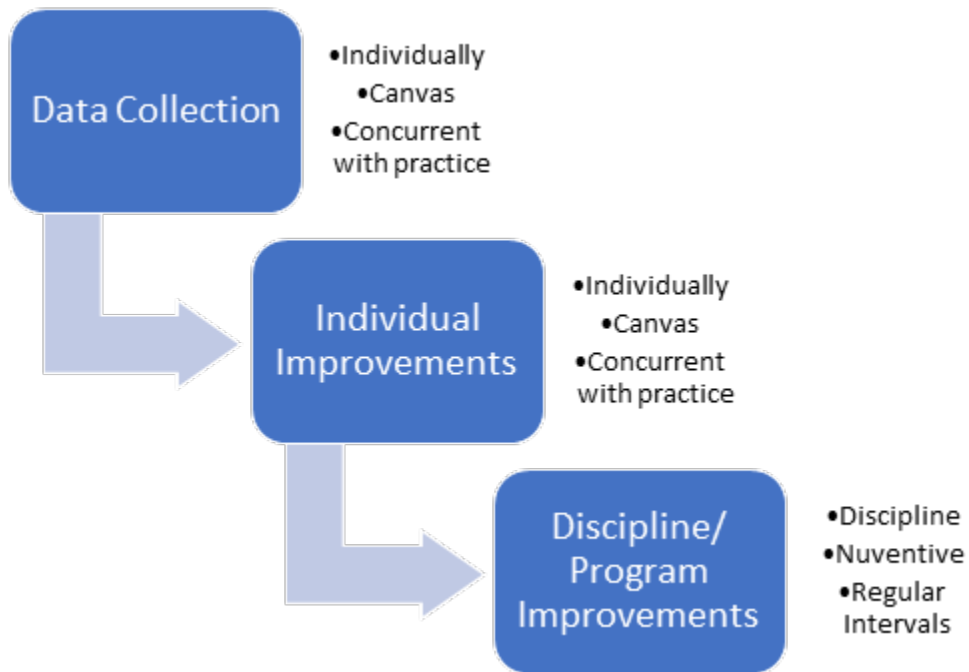 Data Collection
•Individually
•Canvas
•Concurrent
with practice
Individual
Improvements
•Individually
•Canvas
•Concurrent
with practice
Discipline/
Program
Improvements
•Discipline
•Nuventive
•Regular
Intervals